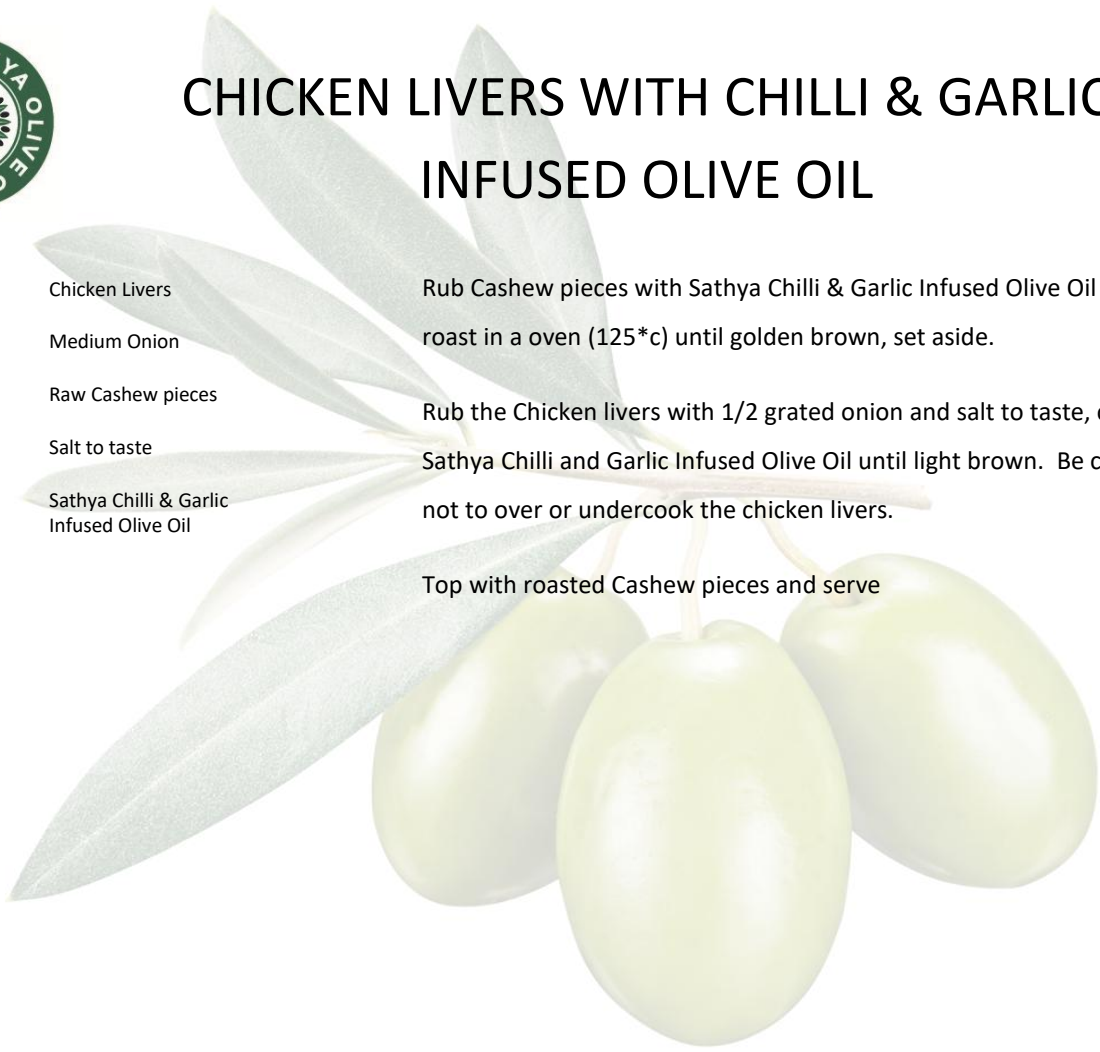 YA OLIVE
CHICKEN LIVERS WITH CHILLI & GARLIC
INFUSED OLIVE OIL
Chicken Livers
Medium Onion
Raw Cashew pieces
Salt to taste
Sathya Chilli & Garlic
Infused Olive Oil
Rub Cashew pieces with Sathya Chilli & Garlic Infused Olive Oil
roast in a oven (125*c) until golden brown, set aside.
Rub the Chicken livers with 1/2 grated onion and salt to taste,
Sathya Chilli and Garlic Infused Olive Oil until light brown.  Be
not to over or undercook the chicken livers.
Top with roasted Cashew pieces and serve